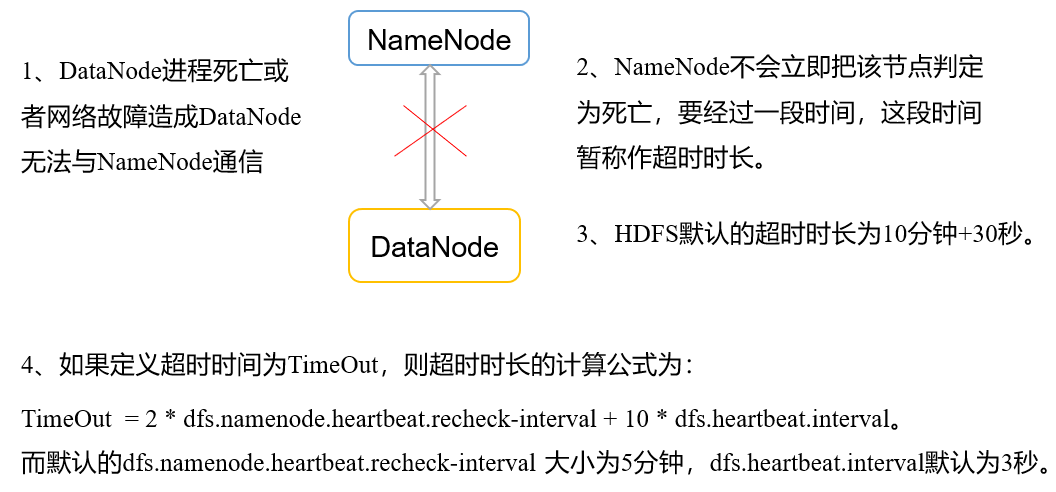 NameNode
1、DataNode进程死亡或
者网络故障造成DataNode
无法与NameNode通信
2、NameNode不会立即把该节点判定
为死亡，要经过一段时间，这段时间
暂称作超时时长。
DataNode
3、HDFS默认的超时时长为10分钟+30秒。
4、如果定义超时时间为TimeOut，则超时时长的计算公式为：
TimeOut = 2 * dfs.namenode.heartbeat.recheck-interval + 10 * dfs.heartbeat.interval。
而默认的dfs.namenode.heartbeat.recheck-interval 大小为5分钟，dfs.heartbeat.interval默认为3秒。